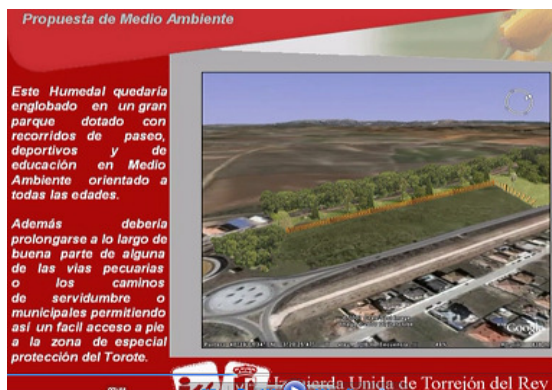 Propuesta de Medio Ambiente
Este Humedal quedaría
englobado en un gran
parque dotado con
recorridos de paseo,
deportivos y de
educación en Medio
Ambiente orientado a
todas las edades.
Además debería
prolongarse a lo largo de
buena parte de alguna
de las vias pecuarias
o los caminos
de servidumbre o
municipales permitiendo
así un facil acceso a pie
a la zona de especial
protección del Torote.
Google
Unida de Torrejón del Rey